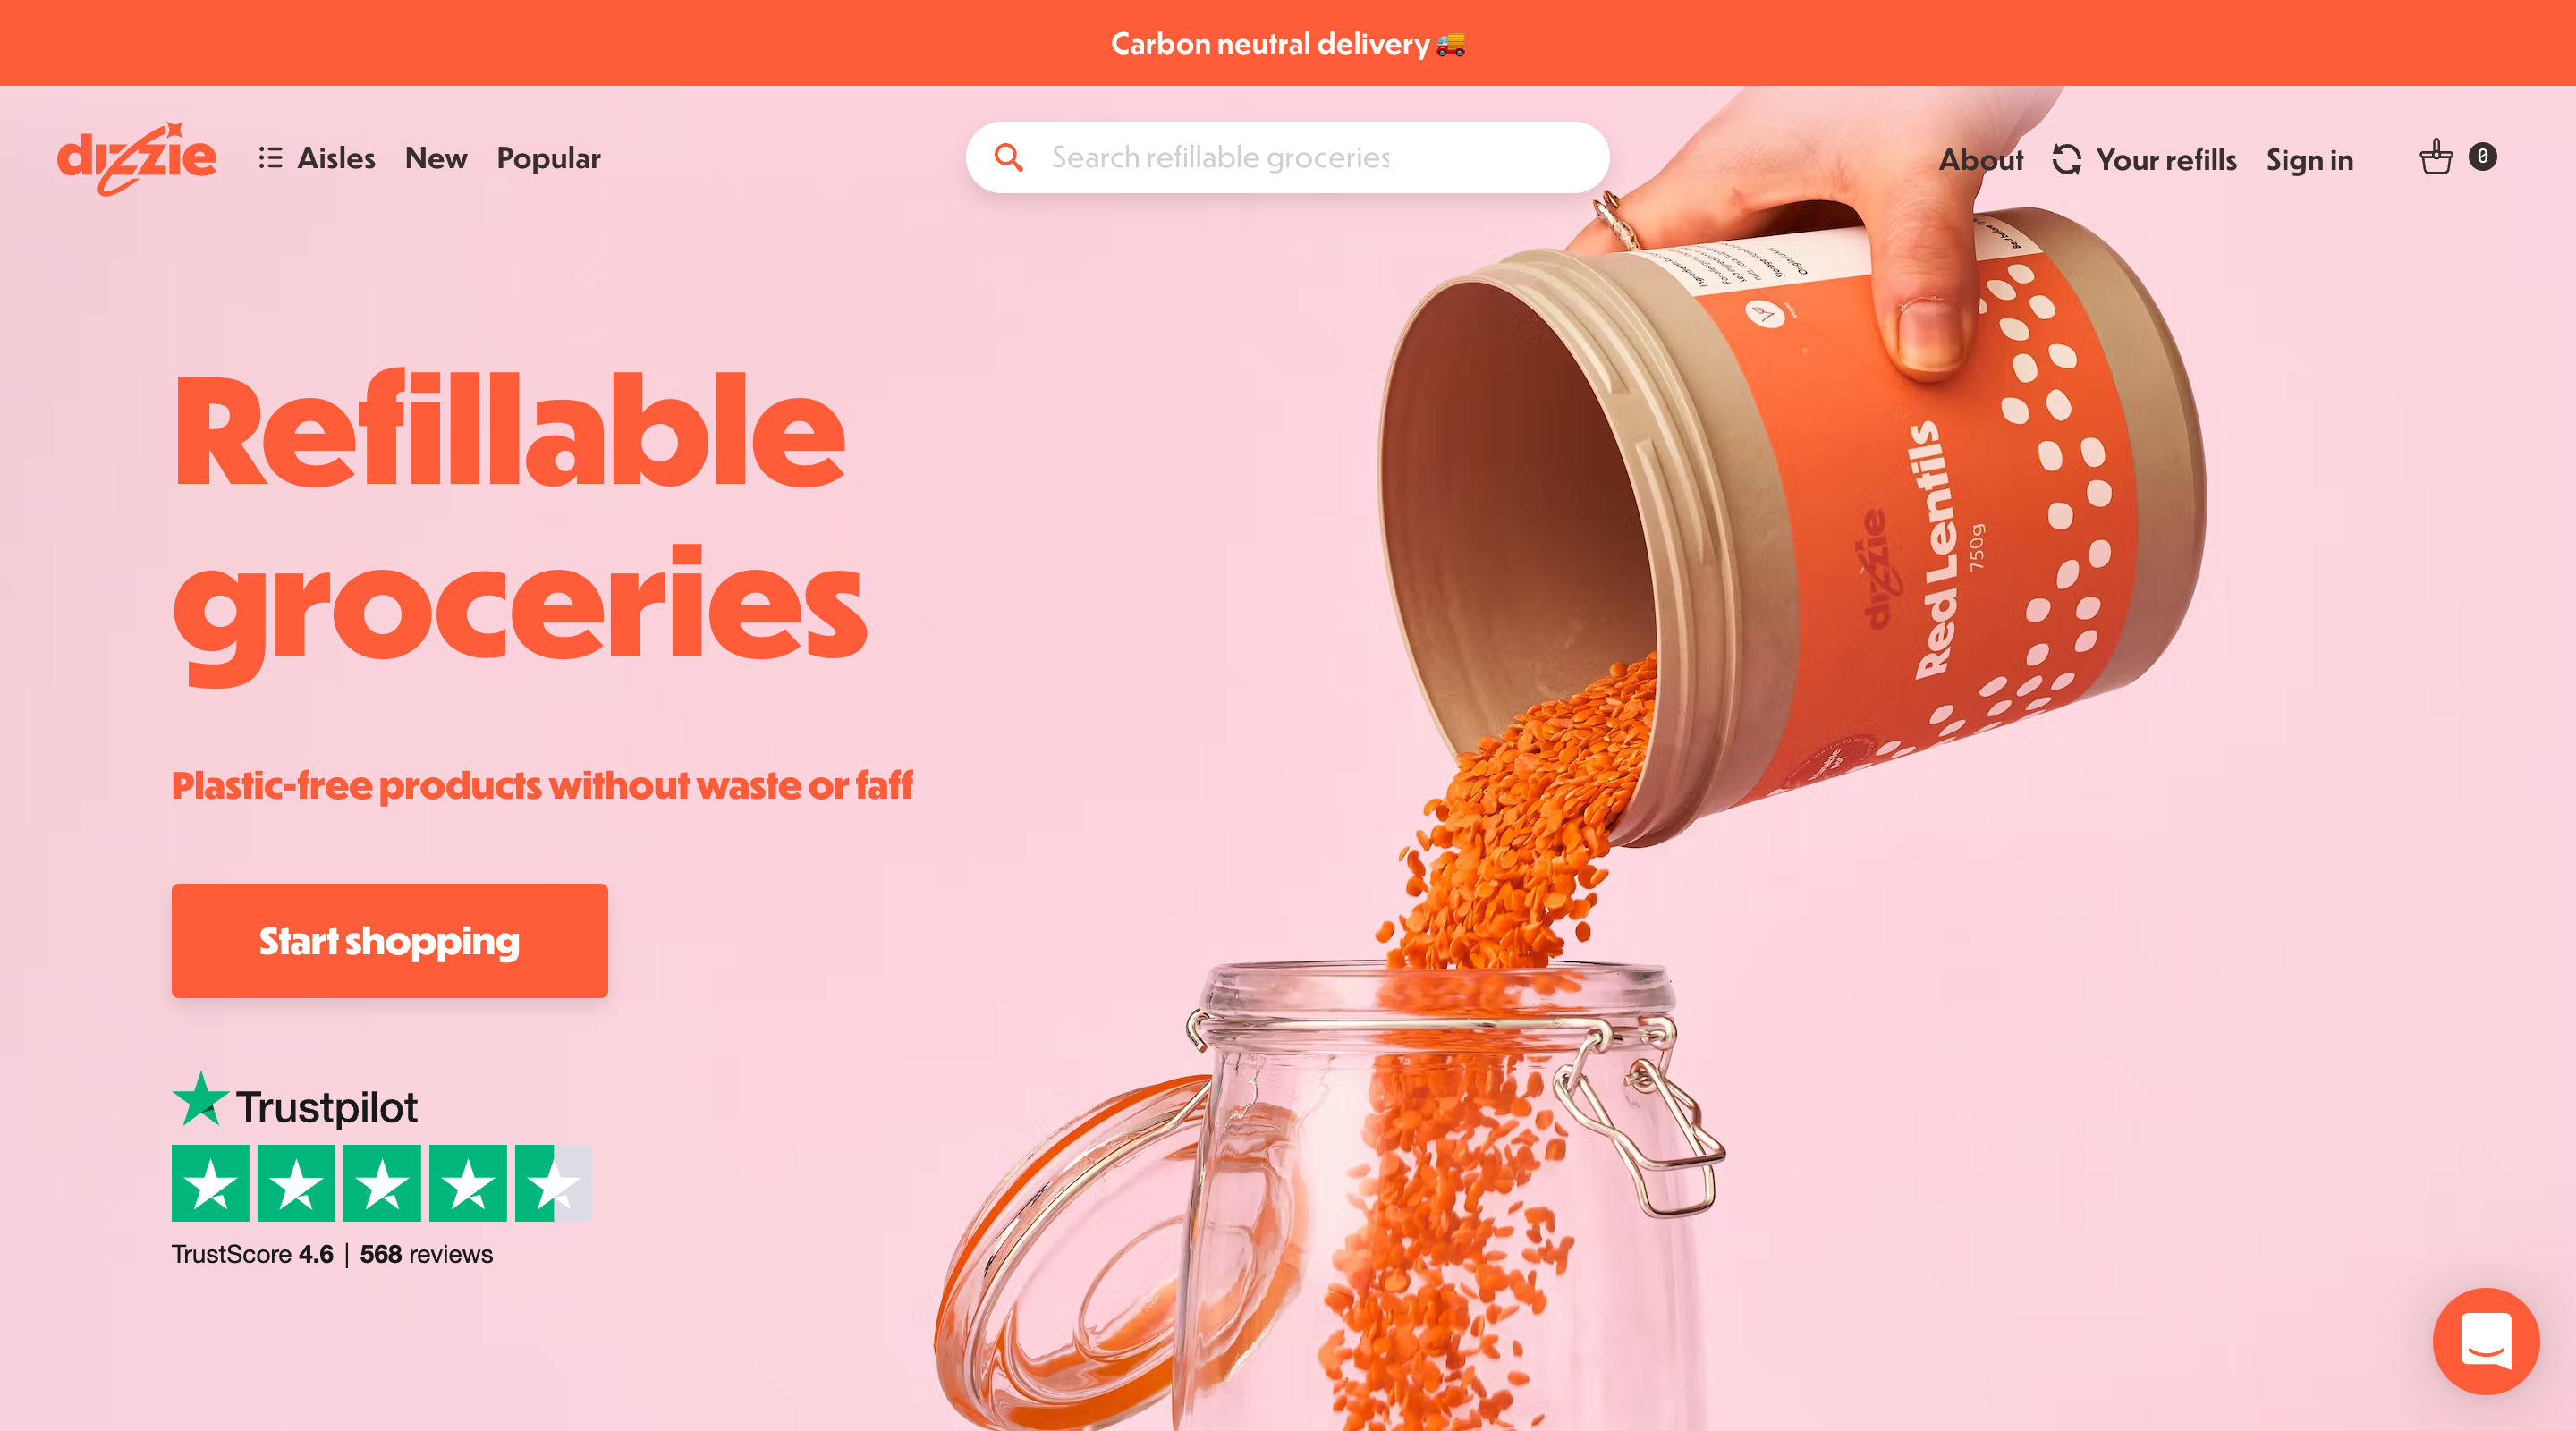 Carbon neutral delivery
dizzie
Aisles New Popular
Search refillable groceries
About Your refills Sign in 0
Refillable
groceries
Plastic-free products without waste or faff
Start shopping
Trustpilot
TrustScore 4.6 | 568 reviews
dizzie
Red Lentils
750g